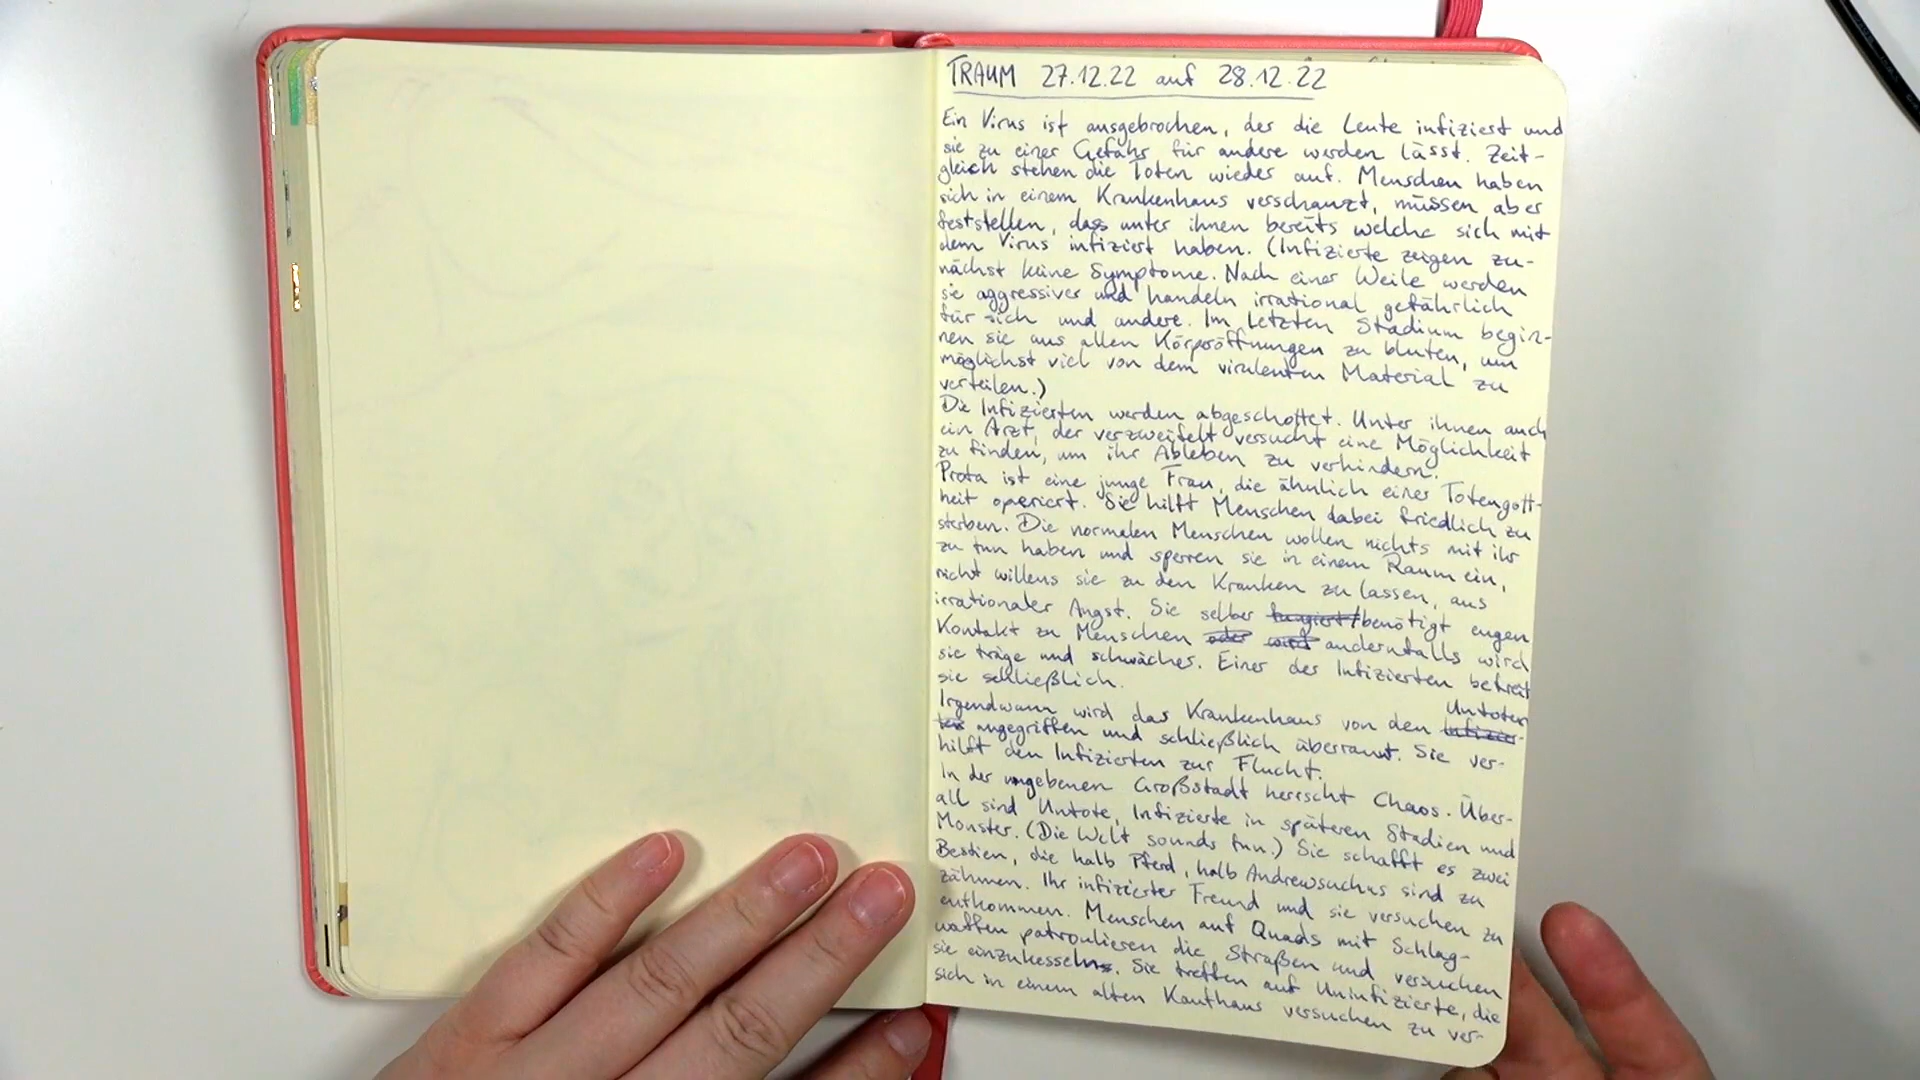 TRAUM 27.12.22 auf 28.12.22
Ein Virus ist ausgebrochen, der die Leute infiziert und
sie zu einer Gefahr für andere werden lässt. Zeit-
gleich stehen die Toten wieder auf. Menschen haben
sich in einem Krankenhaus verschanzt, müssen aber
feststellen, dass unter ihnen bereits welche sich mit
dem Virus infiziert haben. (Infizierte zeigen zu-
nächst keine Symptome. Nach einer Weile werden
sie aggressiver und handeln irrational gefährlich
für sich und andere. Im letzten Stadium begin-
nen sie aus allen Körperöffnungen zu bluten, um
möglichst viel von dem virulenten Material zu
verteilen.)
Die Infizierten werden abgeschottet. Unter ihnen auch
ein Arzt, der verzweifelt versucht eine Möglichkeit
zu finden, um ihr Ableben zu verhindern.
Prota ist eine junge Frau, die ähnlich einer Totengott-
heit operiert. Sie hilft Menschen dabei friedlich zu
sterben. Die normalen Menschen wollen nichts mit ihr
zu tun haben und sperren sie in einem Raum ein,
nicht willens sie zu den Kranken zu lassen, aus
irrationaler Angst. Sie selber benötigt engen
Kontakt zu Menschen oder wird andernfalls wird
sie träge und schwächer. Einer der Infizierten befreit
sie schließlich.
Irgendwann wird das Krankenhaus von den Untoten
angegriffen und schließlich überrannt. Sie ver-
hilft den Infizierten zur Flucht.
In der umgebenen Großstadt herrscht Chaos. Über-
all sind Untote, Infizierte in späteren Stadien und
Monster. (Die Welt sounds fun.) Sie schafft es zwei
Bestien, die halb Pferd, halb Andrewsuchus sind zu
zähmen. Ihr infizierter Freund und sie versuchen zu
entkommen. Menschen auf Quads mit Schlag-
waffen patroulieren die Straßen und versuchen
sie einzukesseln. Sie treffen auf Uninfizierte, die
sich in einem alten Kaufhaus versuchen zu ver-